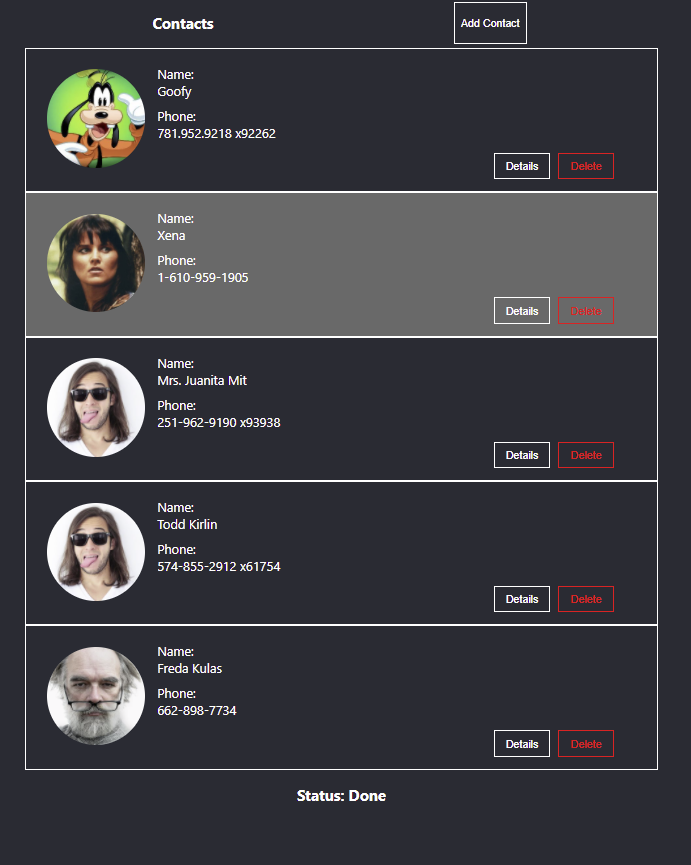 Contacts
Add Contact
Name:
Goofy
Phone:
781.952.9218 x92262
Details
Delete
Name:
Xena
Phone:
1-610-959-1905
Details
Delete
Name:
Mrs. Juanita Mit
Phone:
251-962-9190 x93938
Details
Delete
Name:
Todd Kirlin
Phone:
574-855-2912 x61754
Details
Delete
Name:
Freda Kulas
Phone:
662-898-7734
Details
Delete
Status: Done